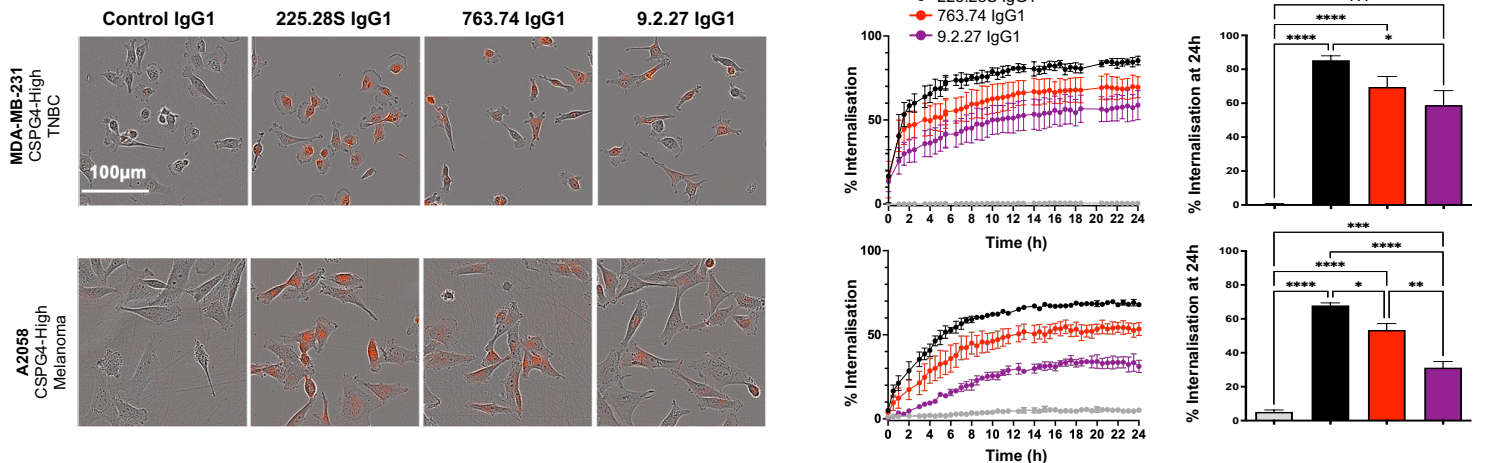 Control IgG1
225.28S IgG1
763.74 IgG1
9.2.27 IgG1
MDA-MB-231
CSPG4-High
TNBC
100µm
A2058
CSPG4-High
Melanoma
763.74 IgG1
9.2.27 IgG1
% Internalisation
100
50
0
0 2 4 6 8 10 12 14 16 18 20 22 24
Time (h)
% Internalisation at 24h
100
80
60
40
20
0
****
****
*
% Internalisation
100
50
0
0 2 4 6 8 10 12 14 16 18 20 22 24
Time (h)
% Internalisation at 24h
100
80
60
40
20
0
***
****
****
****
*
**